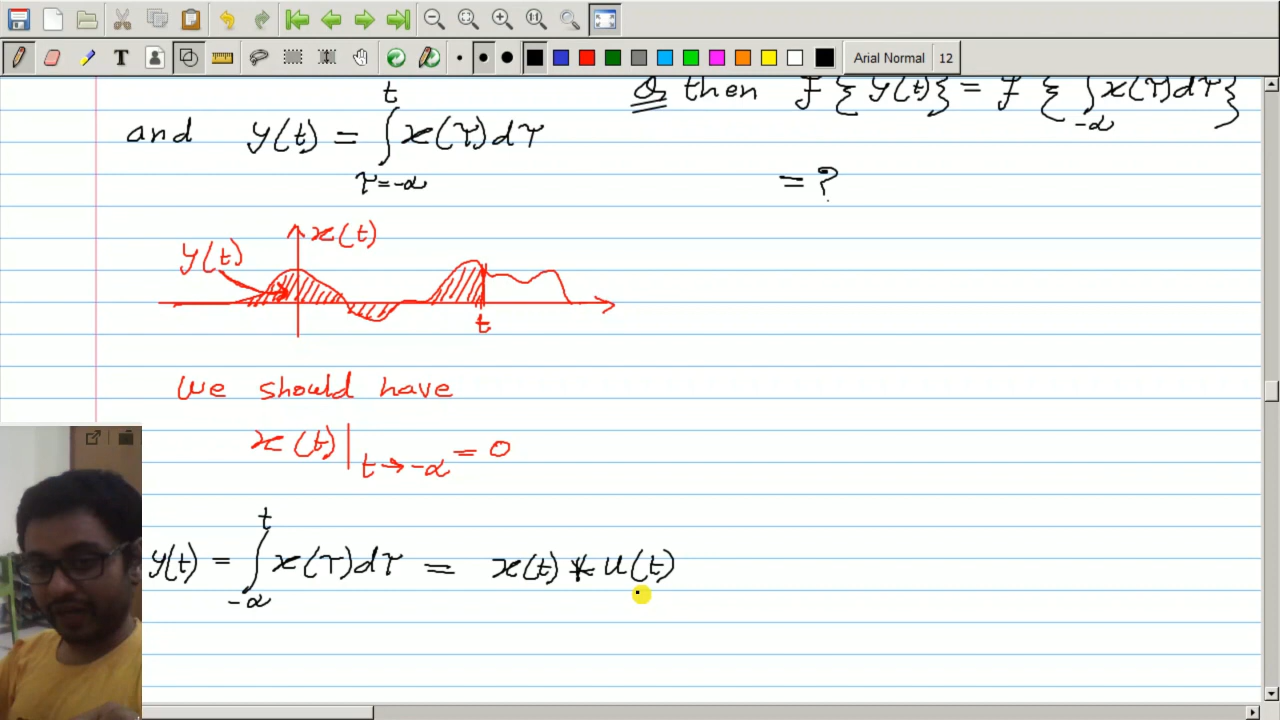 Arial Normal 12
Q then F { y(t) } = F { ∫_{-∞} x(τ)dτ }
and y(t) = ∫_{τ=-∞}^{t} x(τ)dτ
= ?
x(t)
y(t)
t
we should have
x(t)|_{t→-∞} = 0
y(t) = ∫_{-∞}^{t} x(τ)dτ = x(t) * u(t)